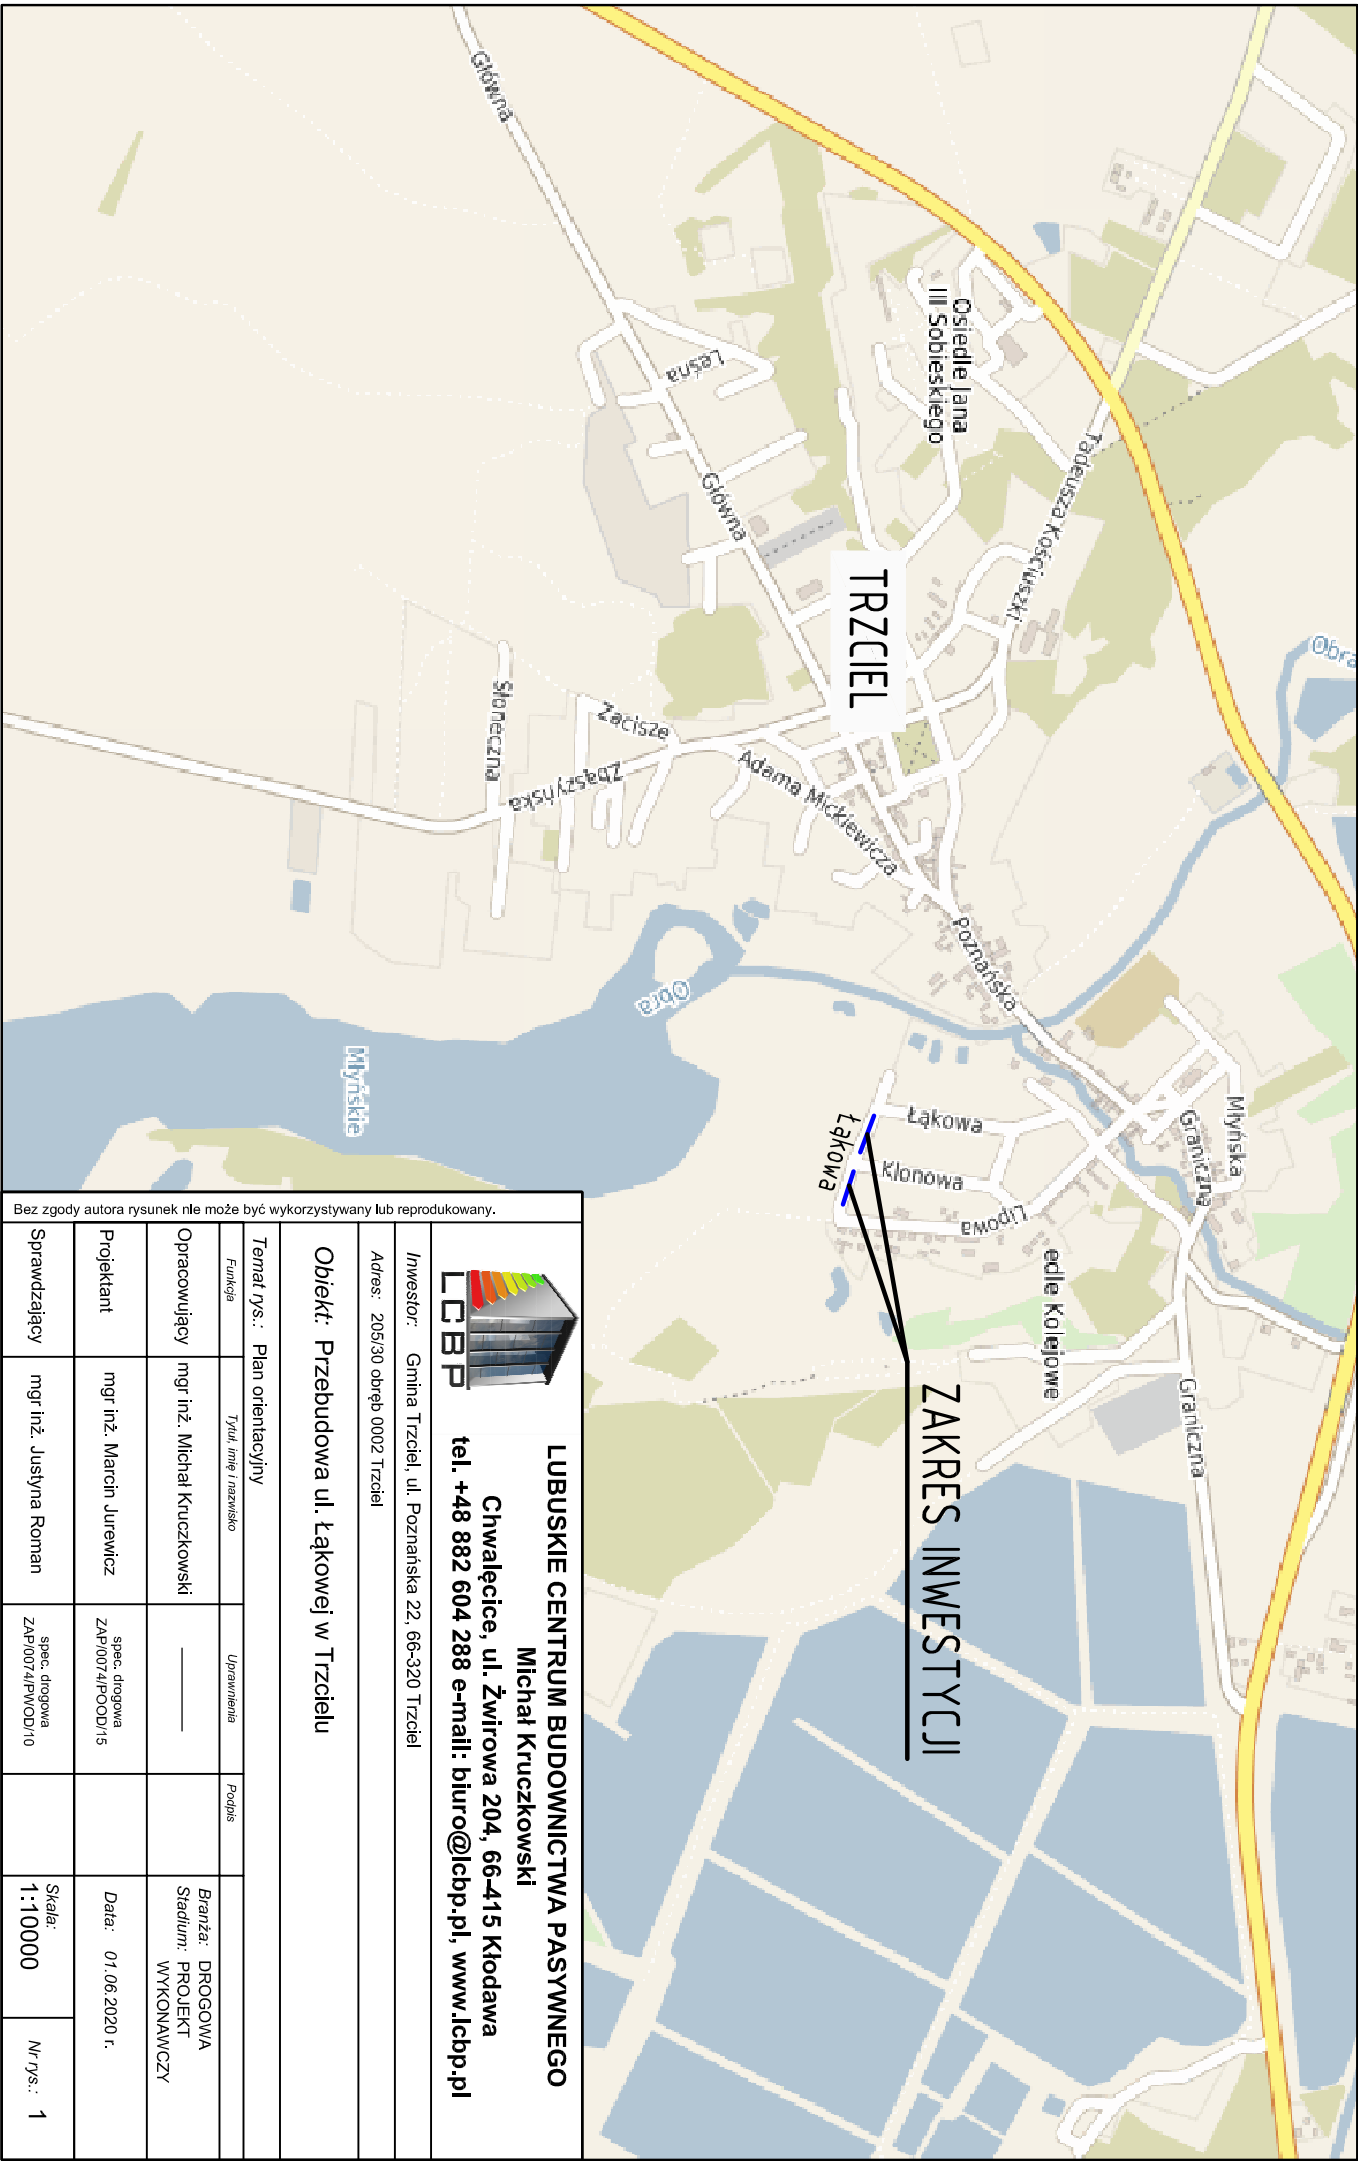 Główna
Leśna
Osiedle Jana
III Sobieskiego
Tadeusza Kościuszki
Główna
TRZCIEL
Obra
Słoneczna
Zacisze
Zbąszyńska
Adama Mickiewicza
Poznańska
Obra
Młyńskie
Młyńska
Graniczna
Łąkowa
Klonowa
Łąkowa
Lipowa
edle Kolejowe
Graniczna
ZAKRES INWESTYCJI
LUBUSKIE CENTRUM BUDOWNICTWA PASYWNEGO
Michał Kruczkowski
Chwalęcice, ul. Żwirowa 204, 66-415 Kłodawa
tel. +48 882 604 288 e-mail: biuro@lcbp.pl, www.lcbp.pl
LCBP
Inwestor: Gmina Trzciel, ul. Poznańska 22, 66-320 Trzciel
Adres: 205/30 obręb 0002 Trzciel
Obiekt: Przebudowa ul. Łąkowej w Trzcielu
Temat rys.: Plan orientacyjny
Funkcja Tytuł, imię i nazwisko Uprawnienia Podpis
Opracowujący mgr inż. Michał Kruczkowski
Branża: DROGOWA
Stadium: PROJEKT
WYKONAWCZY
Projektant mgr inż. Marcin Jurewicz spec. drogowa
ZAP/0074/POOD/15
Data: 01.06.2020 r.
Sprawdzający mgr inż. Justyna Roman spec. drogowa
ZAP/0074/PWOD/10
Skala:
1:10000
Nr rys.: 1
Bez zgody autora rysunek nie może być wykorzystywany lub reprodukowany.